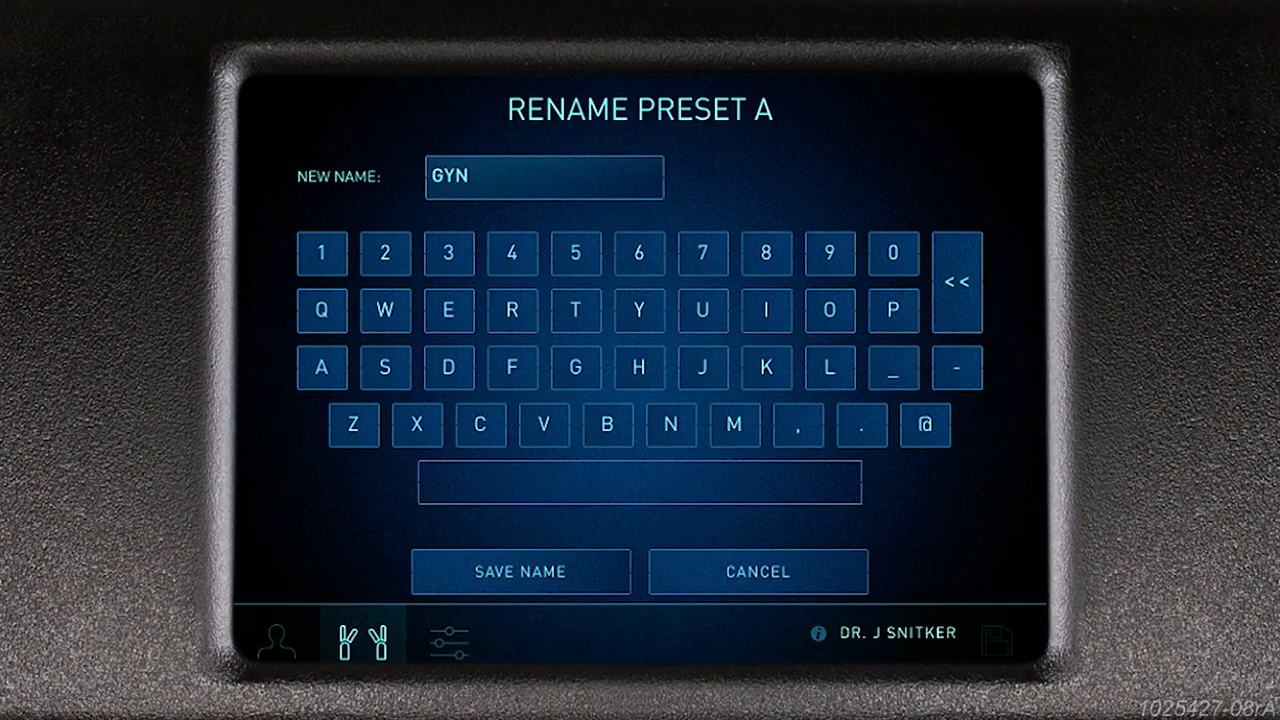 RENAME PRESET A
NEW NAME: GYN
1 2 3 4 5 6 7 8 9 0 <<
Q W E R T Y U I O P
A S D F G H J K L _ -
Z X C V B N M , . @
SAVE NAME CANCEL
DR. J SNITKER
1025427-08rA